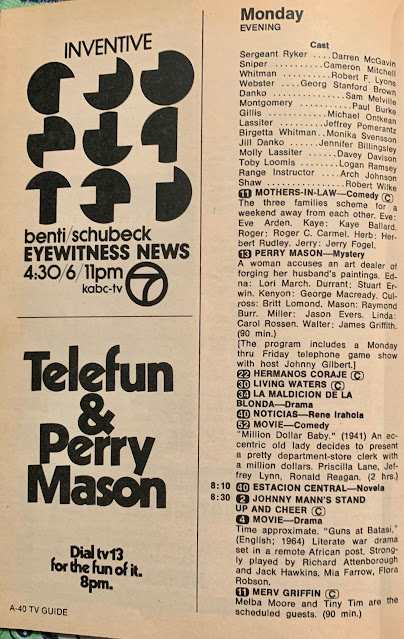 INVENTIVE
benti/schubeck
EYEWITNESS NEWS
4:30/6/11pm
kabc-tv
7
Telefun
&
Perry
Mason
Dial tv13
for the fun of it.
8pm.
A-40 TV GUIDE
Monday
EVENING
Cast
Sergeant Ryker ....Darren McGavin
Sniper ..........Cameron Mitchell
Whitman ..........Robert F. Lyons
Webster ....Georg Stanford Brown
Danko ................Sam Melville
Montgomery ...........Paul Burke
Gillis .............Michael Ontkean
Lassiter .........Jeffrey Pomerantz
Birgetta Whitman..Monika Svensson
Jill Danko .......Jennifer Billingsley
Molly Lassiter ......Davey Davison
Toby Loomis .......Logan Ramsey
Range Instructor ....Arch Johnson
Shaw ................Robert Wilke
11 MOTHERS-IN-LAW—Comedy C
The three families scheme for a
weekend away from each other. Eve:
Eve Arden. Kaye: Kaye Ballard.
Roger: Roger C. Carmel. Herb: Her-
bert Rudley. Jerry: Jerry Fogel.
13 PERRY MASON—Mystery
A woman accuses an art dealer of
forging her husband's paintings. Ed-
na: Lori March. Durrant: Stuart Er-
win. Kenyon: George Macready. Cul-
ross: Britt Lomond. Mason: Raymond
Burr. Miller: Jason Evers. Linda:
Carol Rossen. Walter: James Griffith.
(90 min.)
[The program includes a Monday
thru Friday telephone game show
with host Johnny Gilbert.]
22 HERMANOS CORAJE C
30 LIVING WATERS C
34 LA MALDICION DE LA
BLONDA—Drama
40 NOTICIAS—Rene Irahola
52 MOVIE—Comedy
"Million Dollar Baby." (1941) An ec-
centric old lady decides to present
a pretty department-store clerk with
a million dollars. Priscilla Lane, Jef-
frey Lynn, Ronald Reagan. (2 hrs.)
8:10 40 ESTACION CENTRAL—Novela
8:30 2 JOHNNY MANN'S STAND
UP AND CHEER C
4 MOVIE—Drama
Time approximate. "Guns at Batasi."
(English; 1964) Literate war drama
set in a remote African post. Strong-
ly played by Richard Attenborough
and Jack Hawkins. Mia Farrow, Flora
Robson.
11 MERV GRIFFIN C
Melba Moore and Tiny Tim are the
scheduled guests. (90 min.)